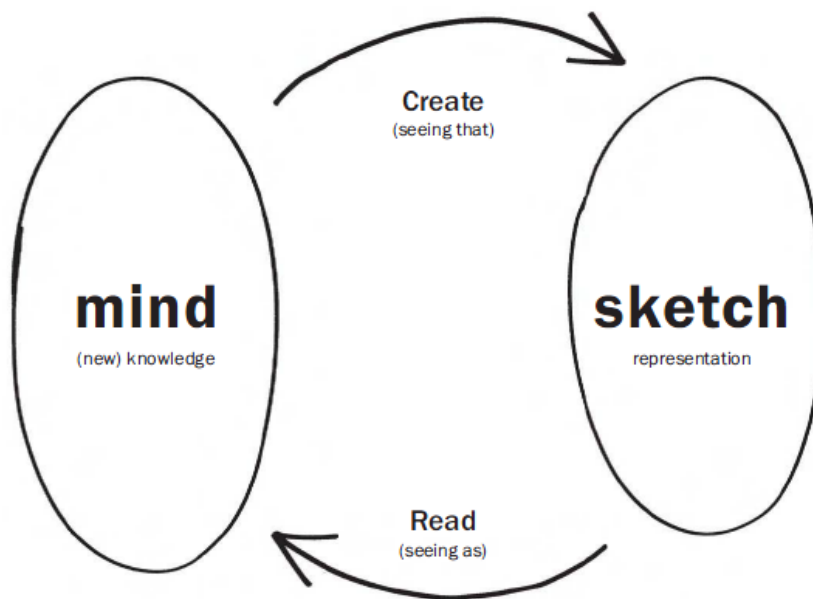 Create
(seeing that)
mind
(new) knowledge
sketch
representation
Read
(seeing as)